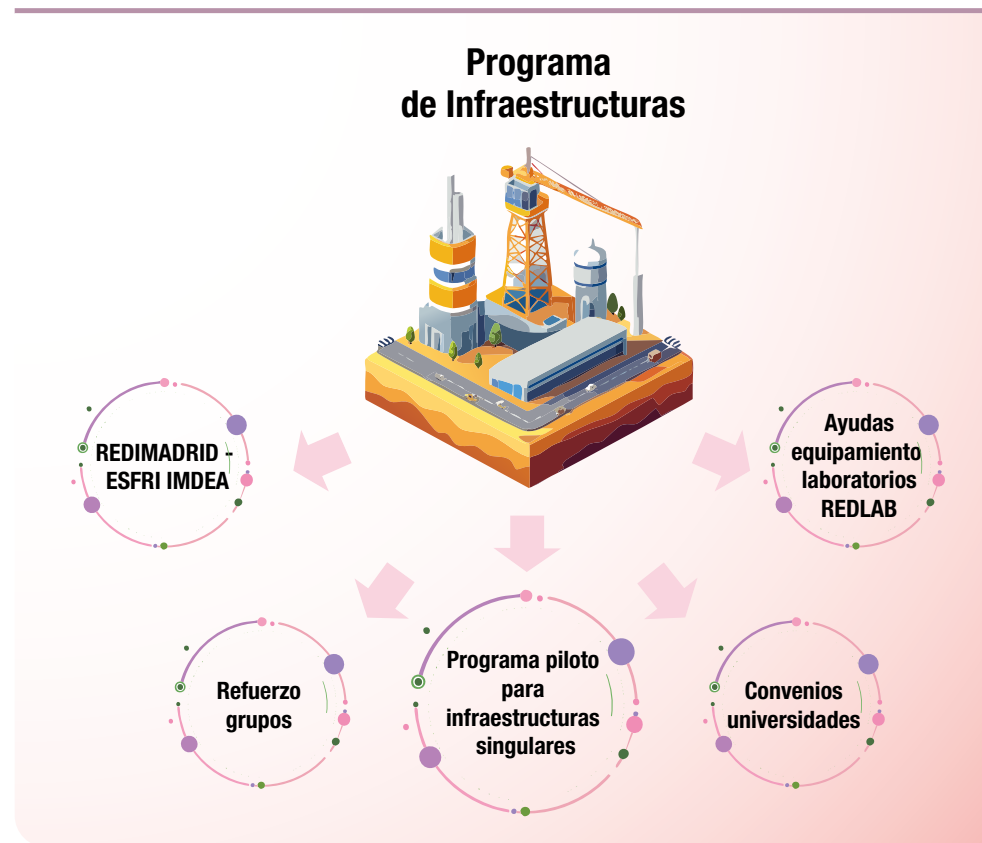 Programa
de Infraestructuras
REDIMADRID -
ESFRI IMDEA
Ayudas
equipamiento
laboratorios
REDLAB
Refuerzo
grupos
Programa piloto
para
infraestructuras
singulares
Convenios
universidades